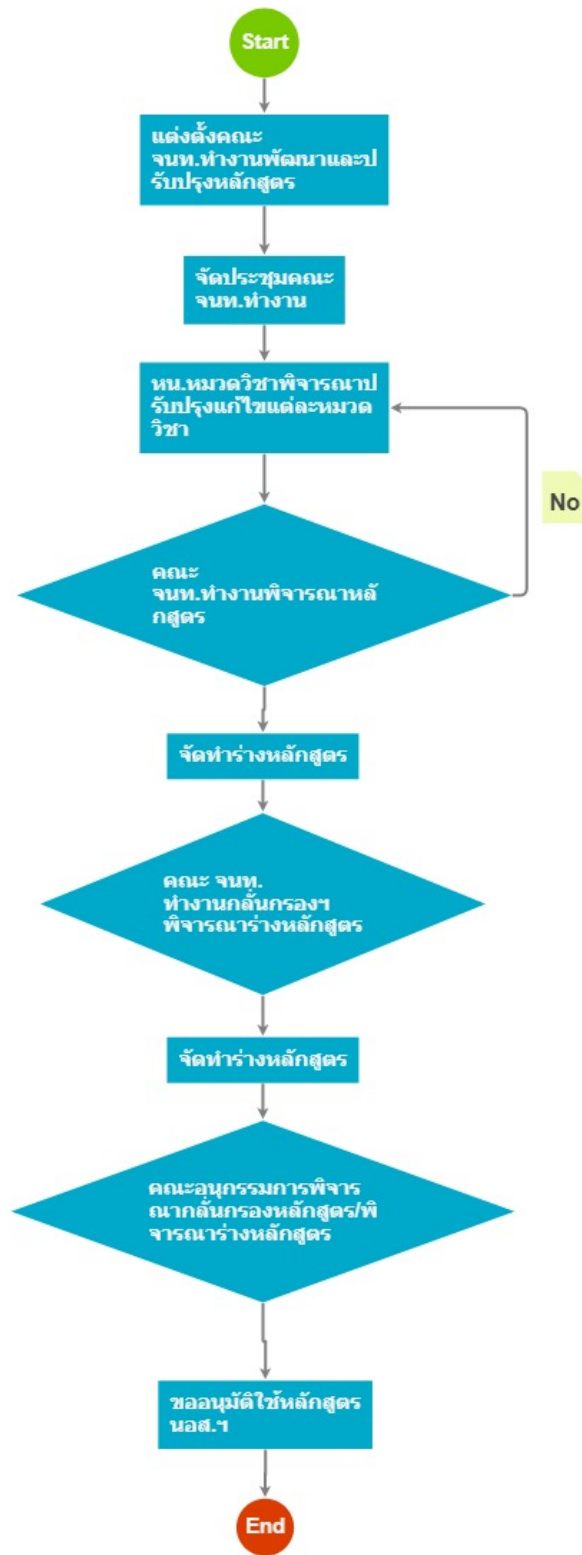 Start
แต่งตั้งคณะ
จนท.ทำงานพัฒนาและป
รับปรุงหลักสูตร
จัดประชุมคณะ
จนท.ทำงาน
หน.หมวดวิชาพิจารณาป
รับปรุงแก้ไขแต่ละหมวด
วิชา
No
คณะ
จนท.ทำงานพิจารณาหลั
กสูตร
จัดทำร่างหลักสูตร
คณะ จนท.
ทำงานกลั่นกรองฯ
พิจารณาร่างหลักสูตร
จัดทำร่างหลักสูตร
คณะอนุกรรมการพิจาร
ณากลั่นกรองหลักสูตร/พิ
จารณาร่างหลักสูตร
ขออนุมัติใช้หลักสูตร
นอส.ฯ
End